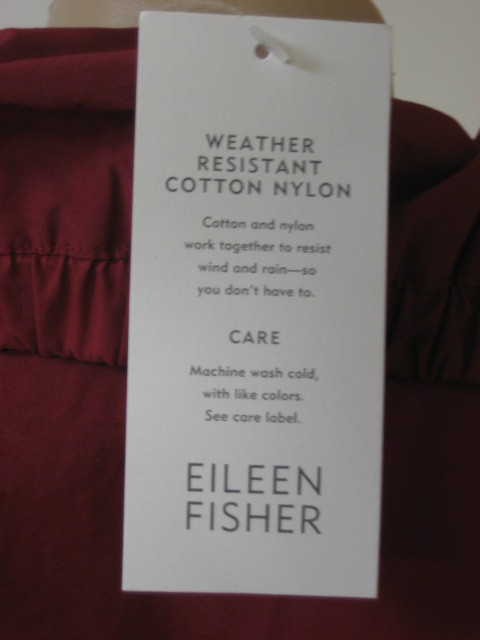 WEATHER
RESISTANT
COTTON NYLON
Cotton and nylon
work together to resist
wind and rain—so
you don't have to.
CARE
Machine wash cold,
with like colors.
See care label.
EILEEN
FISHER